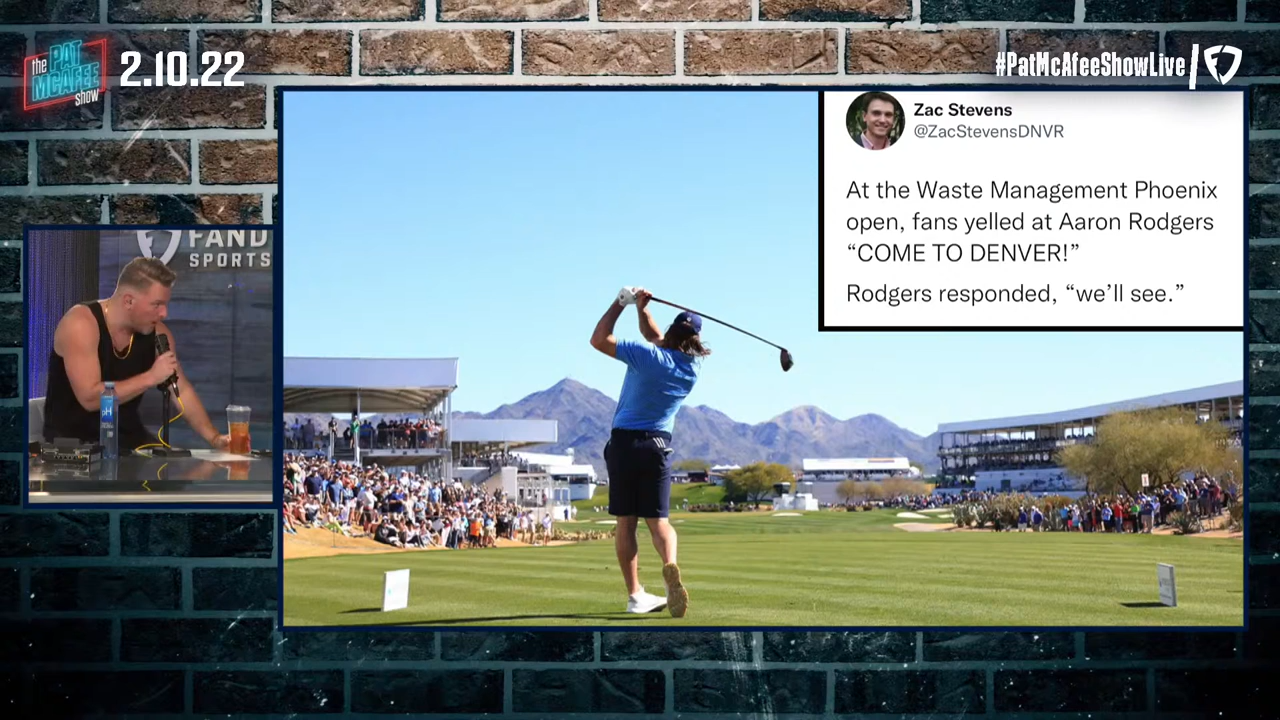 the
PAT
MCAFEE
show
2.10.22
#PatMcAfeeShowLive
Zac Stevens
@ZacStevensDNVR
At the Waste Management Phoenix
open, fans yelled at Aaron Rodgers
“COME TO DENVER!”
Rodgers responded, “we’ll see.”
FAND
SPORTS
pH